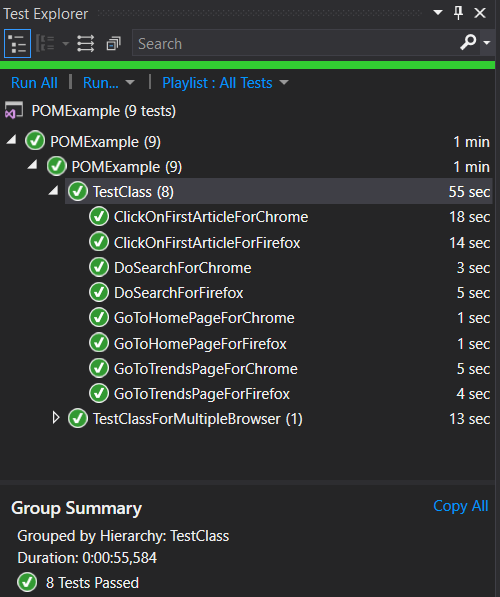 Test Explorer
Search
Run All | Run... | Playlist : All Tests
POMExample (9 tests)
POMExample (9) 1 min
POMExample (9) 1 min
TestClass (8) 55 sec
ClickOnFirstArticleForChrome 18 sec
ClickOnFirstArticleForFirefox 14 sec
DoSearchForChrome 3 sec
DoSearchForFirefox 5 sec
GoToHomePageForChrome 1 sec
GoToHomePageForFirefox 1 sec
GoToTrendsPageForChrome 5 sec
GoToTrendsPageForFirefox 4 sec
TestClassForMultipleBrowser (1) 13 sec
Group Summary Copy All
Grouped by Hierarchy: TestClass
Duration: 0:00:55,584
8 Tests Passed